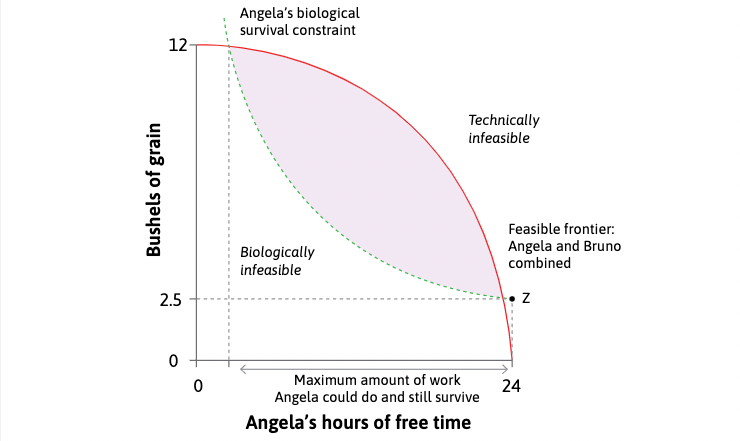 Angela’s biological
survival constraint
12
Technically
infeasible
Bushels of grain
Feasible frontier:
Angela and Bruno
combined
Biologically
infeasible
2.5
Z
0
0
Maximum amount of work
Angela could do and still survive
24
Angela’s hours of free time